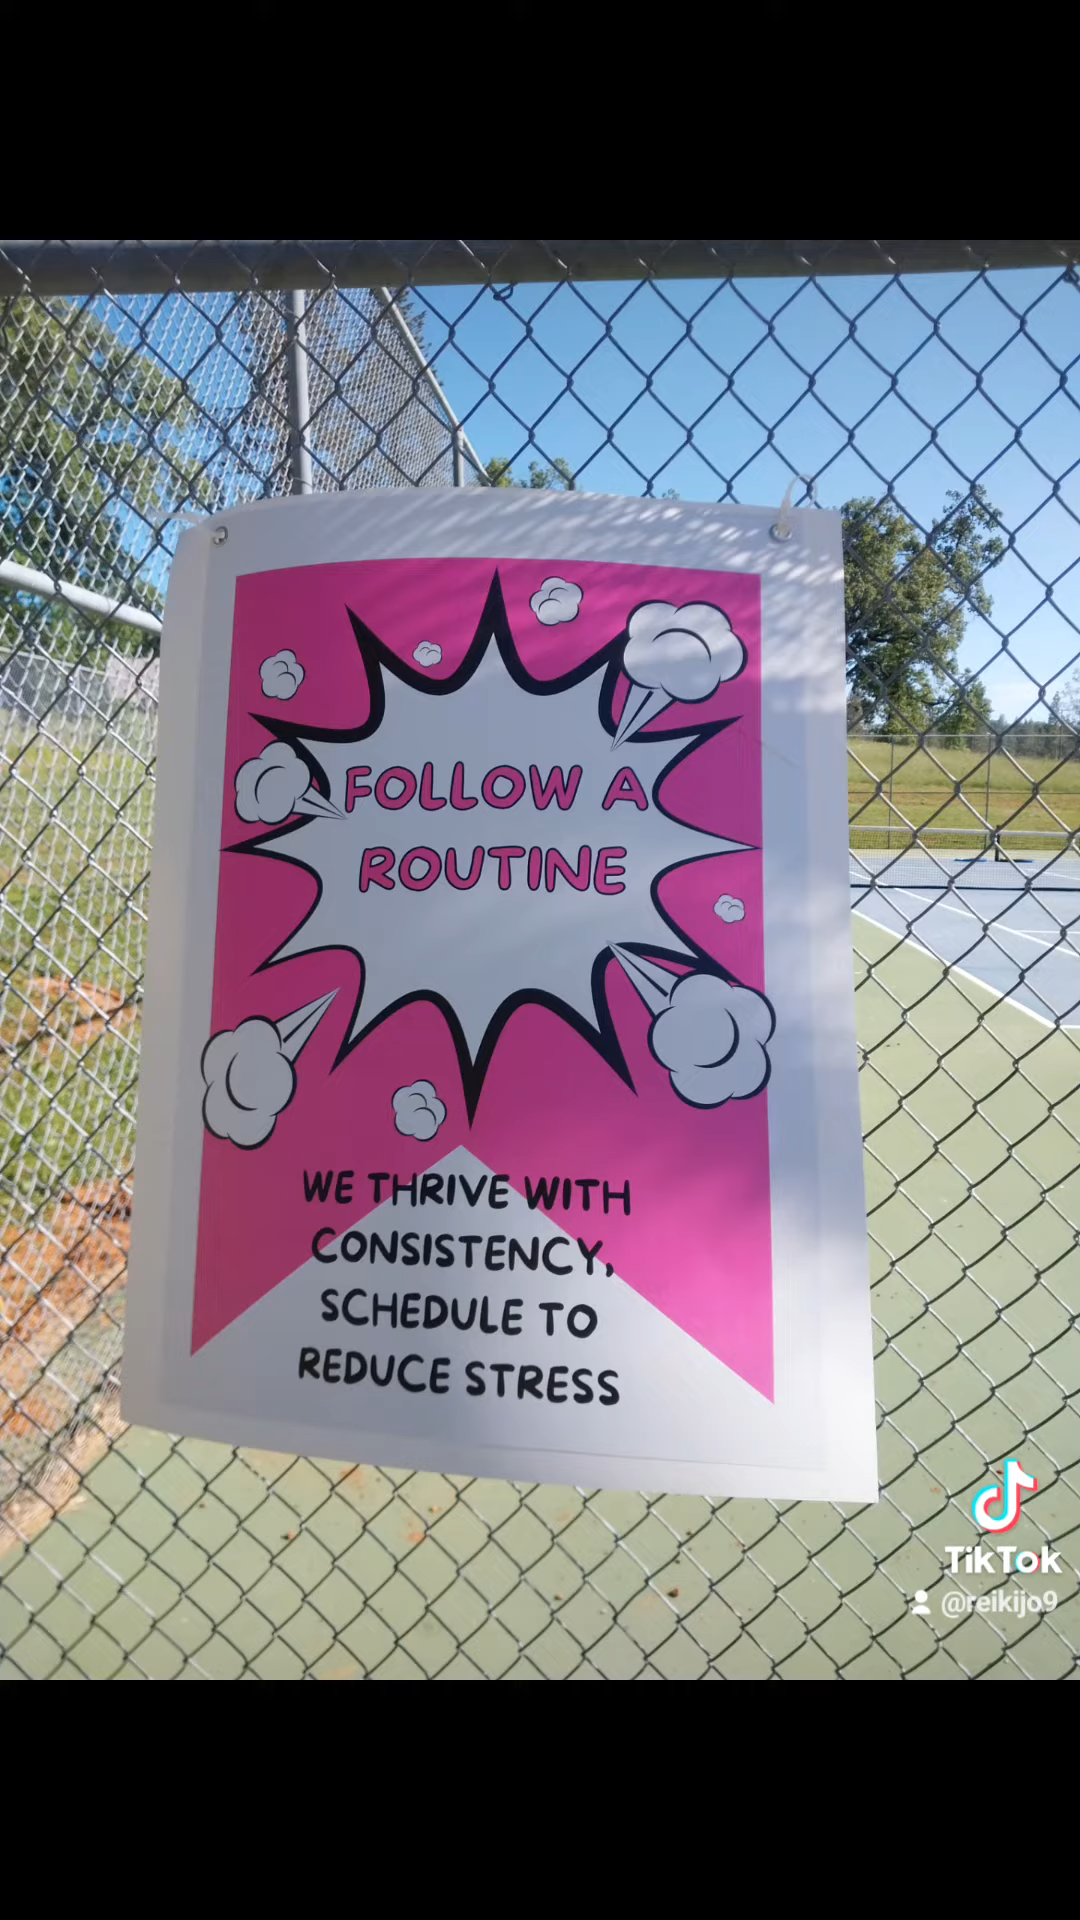 FOLLOW A
ROUTINE
WE THRIVE WITH
CONSISTENCY,
SCHEDULE TO
REDUCE STRESS
TikTok
@reikijo9